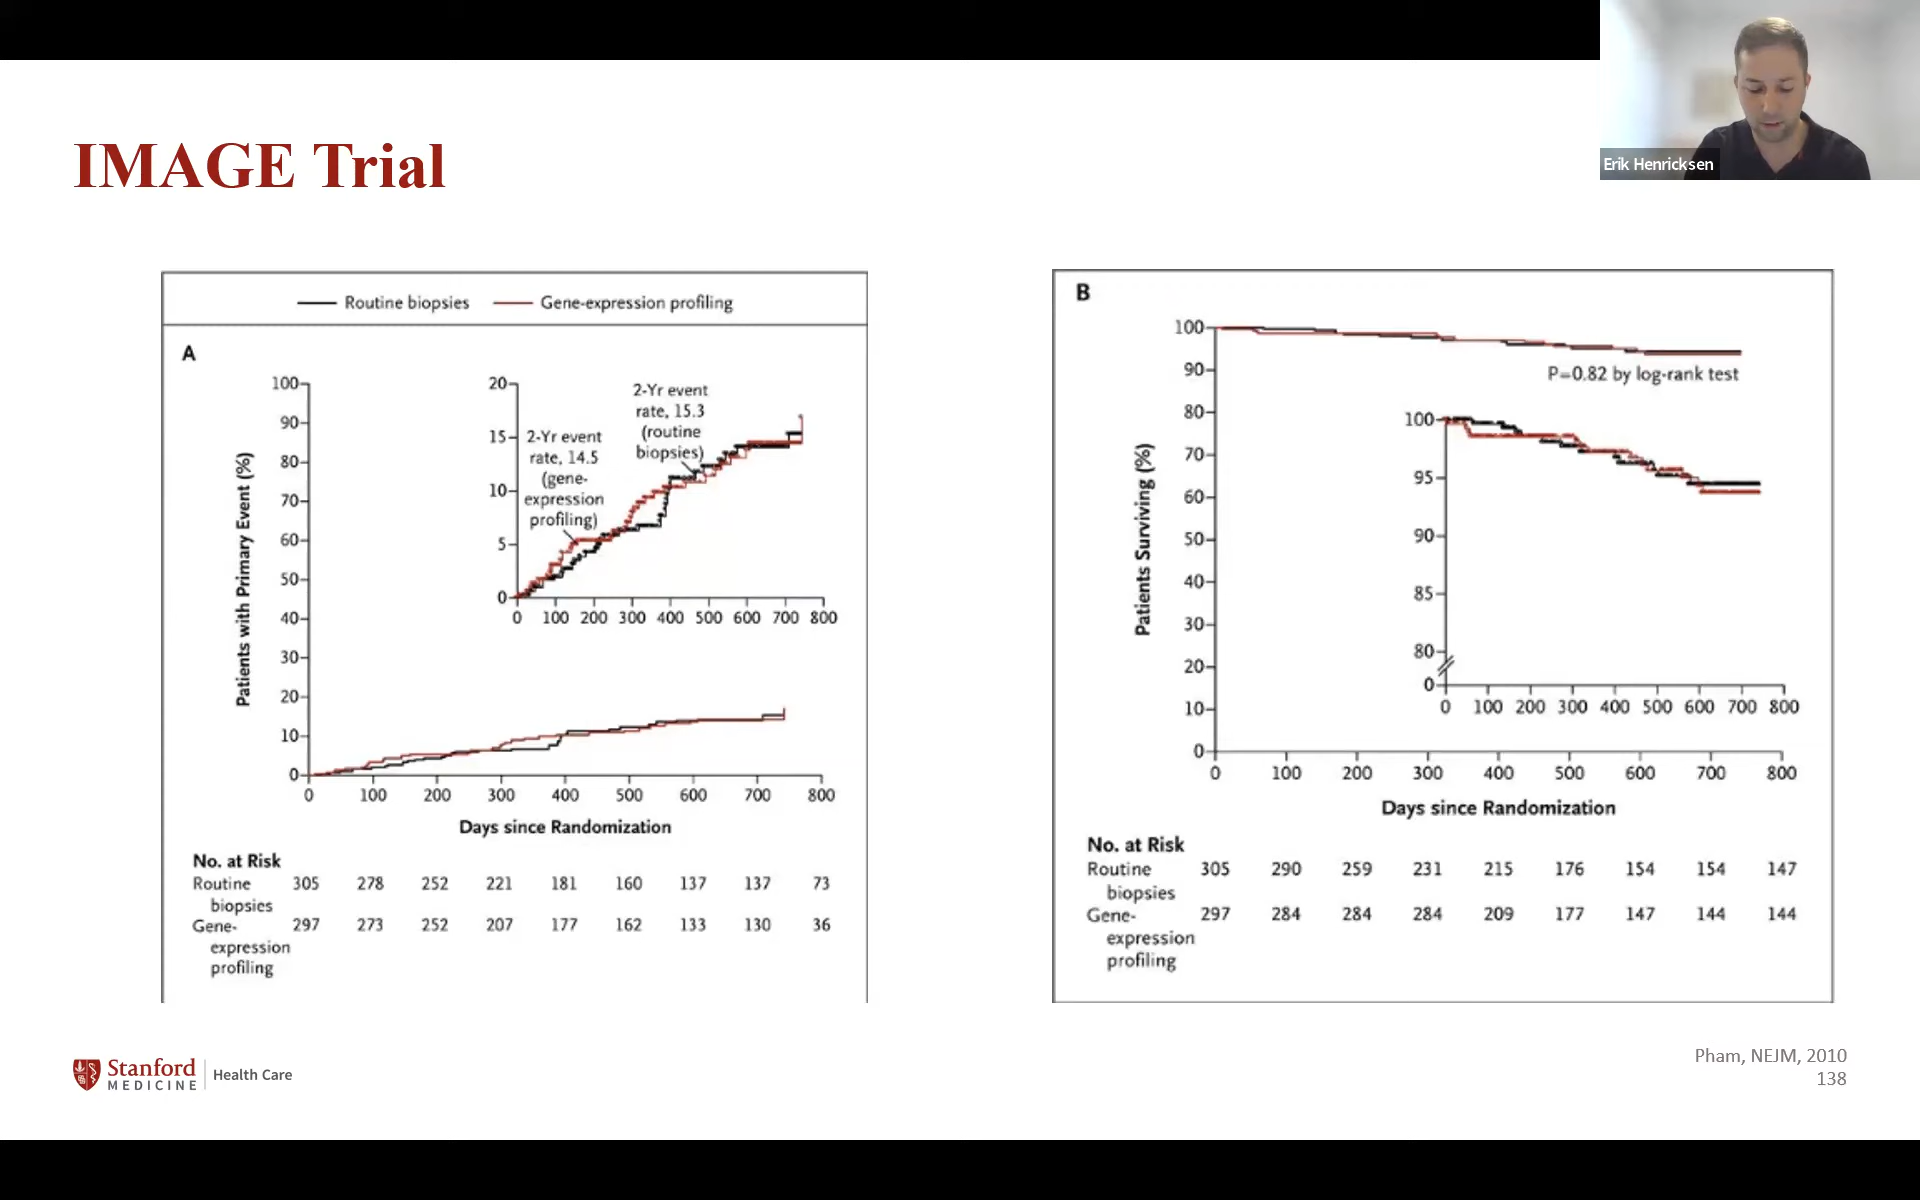 Erik Henricksen
IMAGE Trial
Routine biopsies
Gene-expression profiling
A
Patients with Primary Event (%)
100
90
80
70
60
50
40
30
20
10
0
0 100 200 300 400 500 600 700 800
Days since Randomization
20
15
10
5
0
0 100 200 300 400 500 600 700 800
2-Yr event
rate, 14.5
(gene-
expression
profiling)
2-Yr event
rate, 15.3
(routine
biopsies)
No. at Risk
Routine 305 278 252 221 181 160 137 137 73
biopsies
Gene- 297 273 252 207 177 162 133 130 36
expression
profiling
B
Patients Surviving (%)
100
90
80
70
60
50
40
30
20
10
0
0 100 200 300 400 500 600 700 800
Days since Randomization
P=0.82 by log-rank test
100
95
90
85
80
0
0 100 200 300 400 500 600 700 800
No. at Risk
Routine 305 290 259 231 215 176 154 154 147
biopsies
Gene- 297 284 284 284 209 177 147 144 144
expression
profiling
Stanford
MEDICINE
Health Care
Pham, NEJM, 2010
138